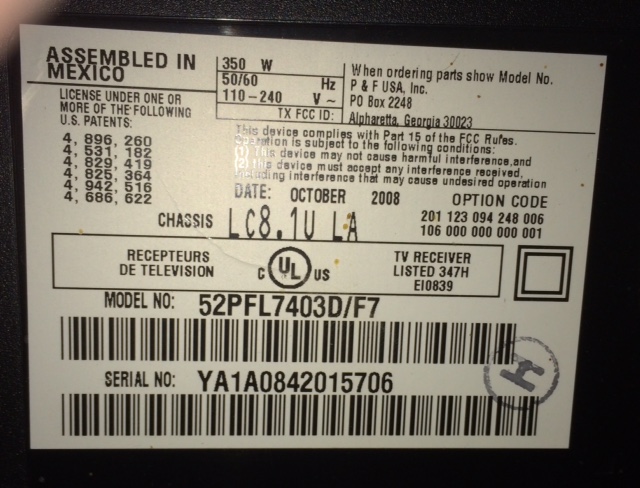 ASSEMBLED IN
MEXICO
LICENSE UNDER ONE OR
MORE OF THE FOLLOWING
U.S. PATENTS:
4, 896, 260
4, 531, 182
4, 829, 419
4, 825, 364
4, 942, 516
4, 686, 622
350 W
50/60 Hz
110-240 V ~
TX FCC ID:
When ordering parts show Model No.
P & F USA, Inc.
PO Box 2248
Alpharetta, Georgia 30023
This device complies with Part 15 of the FCC Rules.
Operation is subject to the following conditions:
(1) This device may not cause harmful interference,and
(2) this device must accept any interference received,
including interference that may cause undesired operation
DATE: OCTOBER 2008
OPTION CODE
201 123 094 248 006
106 000 000 000 001
CHASSIS LC8.1U LA
RECEPTEURS
DE TELEVISION
C UL US
TV RECEIVER
LISTED 347H
EI0839
MODEL NO: 52PFL7403D/F7
SERIAL NO: YA1A0842015706
H